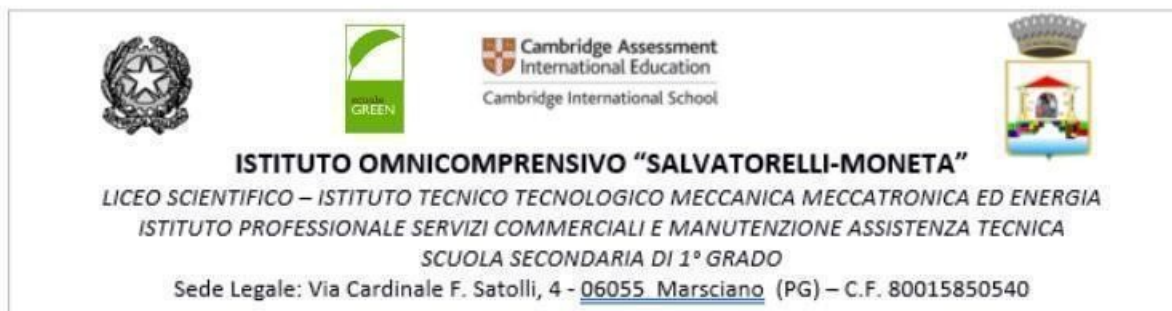 scuole
GREEN
Cambridge Assessment
International Education
Cambridge International School
ISTITUTO OMNICOMPRENSIVO “SALVATORELLI-MONETA”
LICEO SCIENTIFICO – ISTITUTO TECNICO TECNOLOGICO MECCANICA MECCATRONICA ED ENERGIA
ISTITUTO PROFESSIONALE SERVIZI COMMERCIALI E MANUTENZIONE ASSISTENZA TECNICA
SCUOLA SECONDARIA DI 1° GRADO
Sede Legale: Via Cardinale F. Satolli, 4 - 06055 Marsciano (PG) – C.F. 80015850540